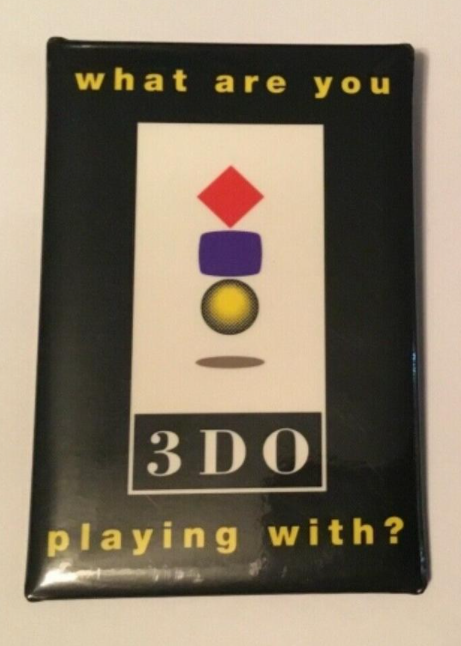 what are you
3DO
playing with?